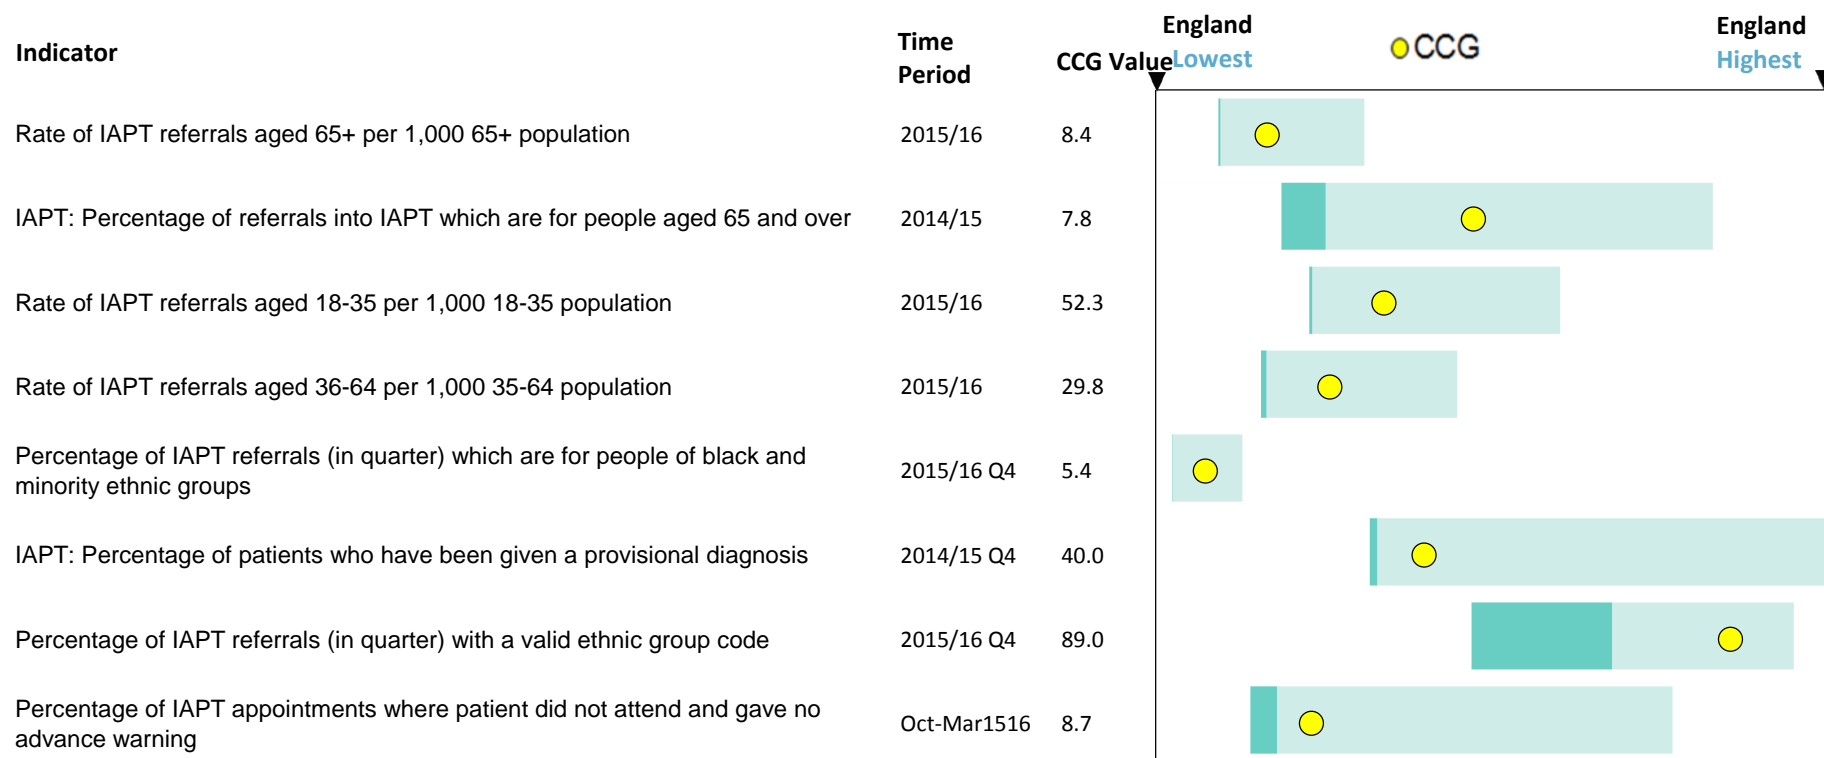 Indicator
Time
Period
CCG Value
England
Lowest
CCG
England
Highest
Rate of IAPT referrals aged 65+ per 1,000 65+ population 2015/16 8.4
IAPT: Percentage of referrals into IAPT which are for people aged 65 and over 2014/15 7.8
Rate of IAPT referrals aged 18-35 per 1,000 18-35 population 2015/16 52.3
Rate of IAPT referrals aged 36-64 per 1,000 35-64 population 2015/16 29.8
Percentage of IAPT referrals (in quarter) which are for people of black and
minority ethnic groups 2015/16 Q4 5.4
IAPT: Percentage of patients who have been given a provisional diagnosis 2014/15 Q4 40.0
Percentage of IAPT referrals (in quarter) with a valid ethnic group code 2015/16 Q4 89.0
Percentage of IAPT appointments where patient did not attend and gave no
advance warning Oct-Mar1516 8.7